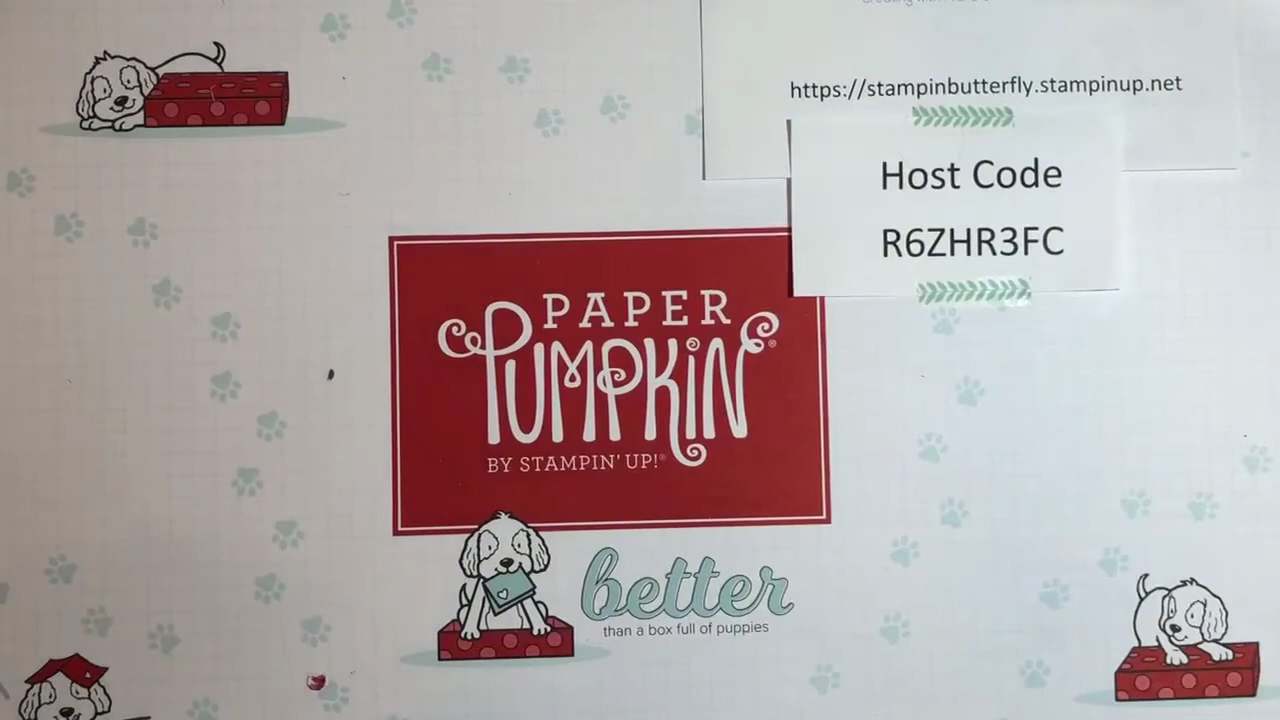 https://stampinbutterfly.stampinup.net
Host Code
R6ZHR3FC
PAPER
PUMPKIN®
BY STAMPIN' UP!®
better
than a box full of puppies